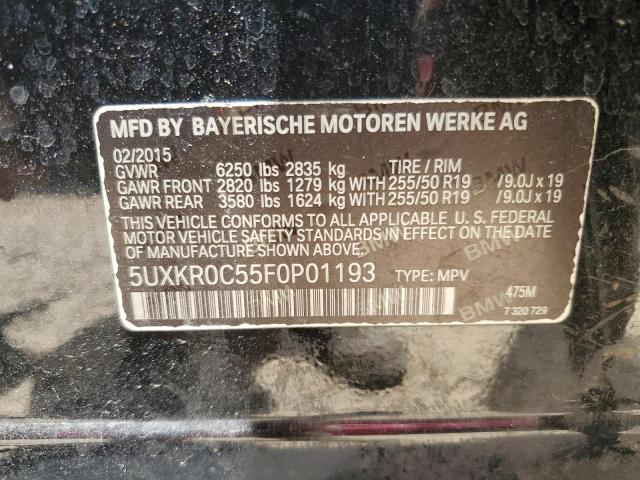 MFD BY BAYERISCHE MOTOREN WERKE AG
02/2015
GVWR 6250 lbs 2835 kg TIRE / RIM
GAWR FRONT 2820 lbs 1279 kg WITH 255/50 R19 /9.0J x 19
GAWR REAR 3580 lbs 1624 kg WITH 255/50 R19 /9.0J x 19
THIS VEHICLE CONFORMS TO ALL APPLICABLE U. S. FEDERAL
MOTOR VEHICLE SAFETY STANDARDS IN EFFECT ON THE DATE
OF MANUFACTURE SHOWN ABOVE.
5UXKR0C55F0P01193 TYPE: MPV
475M
7 320 729